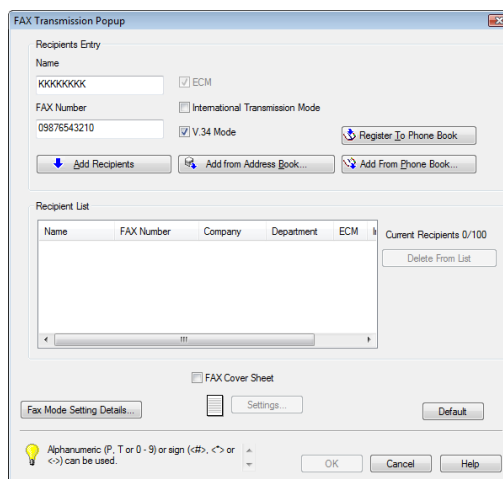 FAX Transmission Popup
Recipients Entry
Name
KKKKKKKK
ECM
FAX Number
International Transmission Mode
09876543210
V.34 Mode
Register To Phone Book
Add Recipients
Add from Address Book...
Add From Phone Book...
Recipient List
Name FAX Number Company Department ECM
Current Recipients 0/100
Delete From List
FAX Cover Sheet
Fax Mode Setting Details...
Settings...
Default
Alphanumeric (P, T or 0 - 9) or sign (<#>, <*> or
<-> ) can be used.
OK Cancel Help